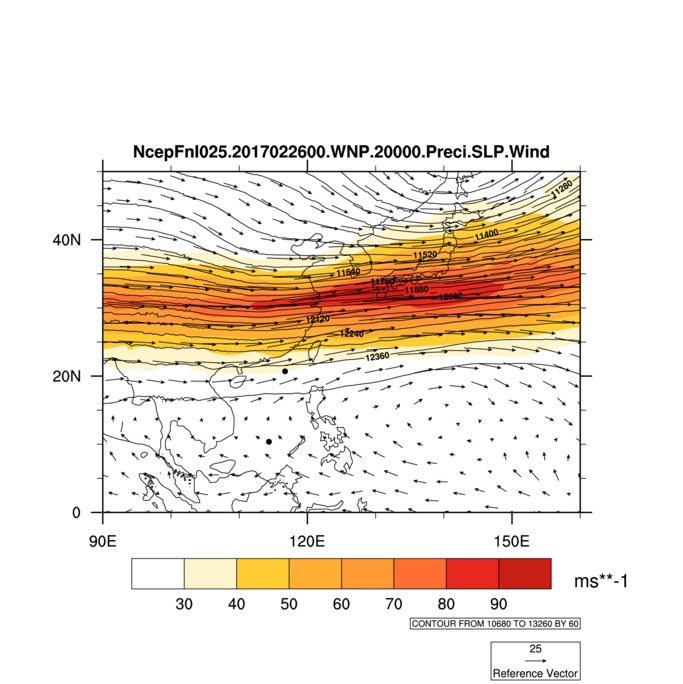 NcepFnl025.2017022600.WNP.20000.Preci.SLP.Wind
11280
40N
11400
11520
11640
11760
11880
12000
12120
12240
12360
20N
0
90E
120E
150E
ms**-1
30
40
50
60
70
80
90
CONTOUR FROM 10680 TO 13260 BY 60
25
Reference Vector